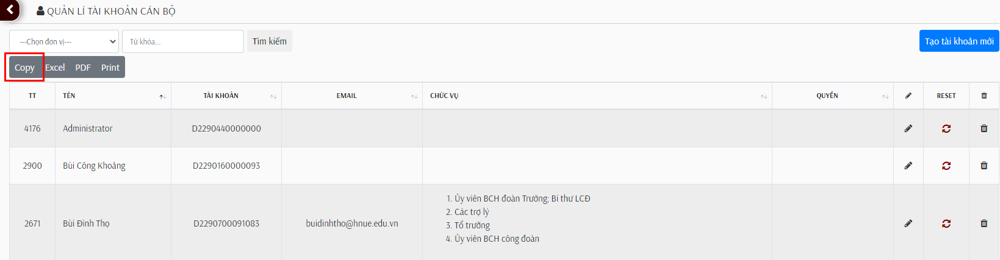 QUẢN LÍ TÀI KHOẢN CÁN BỘ
---Chọn đơn vị--- Từ khóa... Tìm kiếm Tạo tài khoản mới
Copy Excel PDF Print
TT TÊN TÀI KHOẢN EMAIL CHỨC VỤ QUYỀN RESET
4176 Administrator D2290440000000
2900 Bùi Công Khoảng D2290160000093
1. Ủy viên BCH đoàn Trường; Bí thư LCĐ
2. Các trợ lý
2671 Bùi Đình Thọ D2290700091083 buidinhtho@hnue.edu.vn
3. Tổ trưởng
4. Ủy viên BCH công đoàn